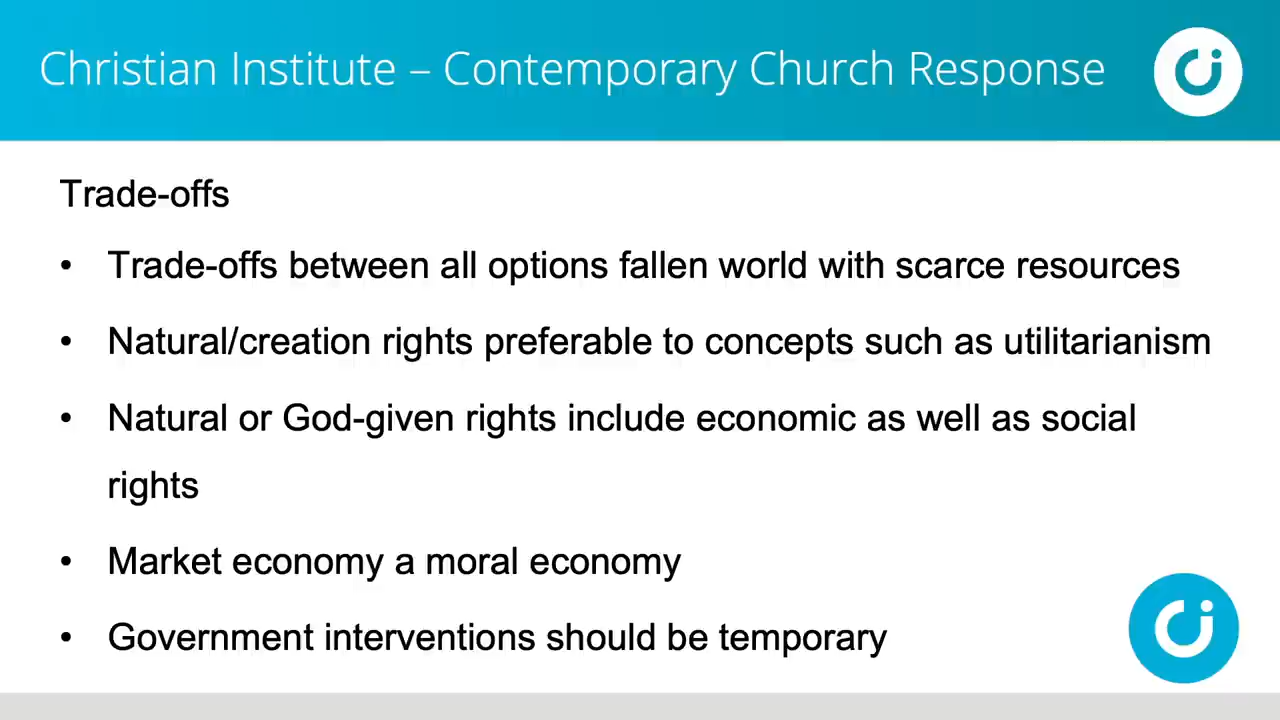 Christian Institute – Contemporary Church Response
Trade-offs
• Trade-offs between all options fallen world with scarce resources
• Natural/creation rights preferable to concepts such as utilitarianism
• Natural or God-given rights include economic as well as social
rights
• Market economy a moral economy
• Government interventions should be temporary